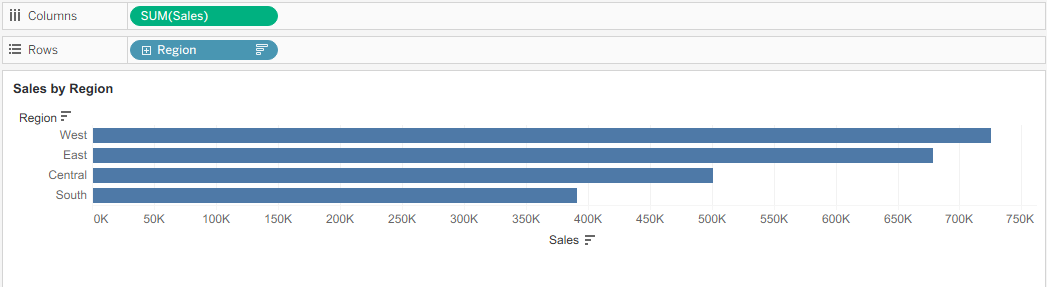 Columns SUM(Sales)
Rows Region
Sales by Region
Region
West
East
Central
South
0K 50K 100K 150K 200K 250K 300K 350K 400K 450K 500K 550K 600K 650K 700K 750K
Sales